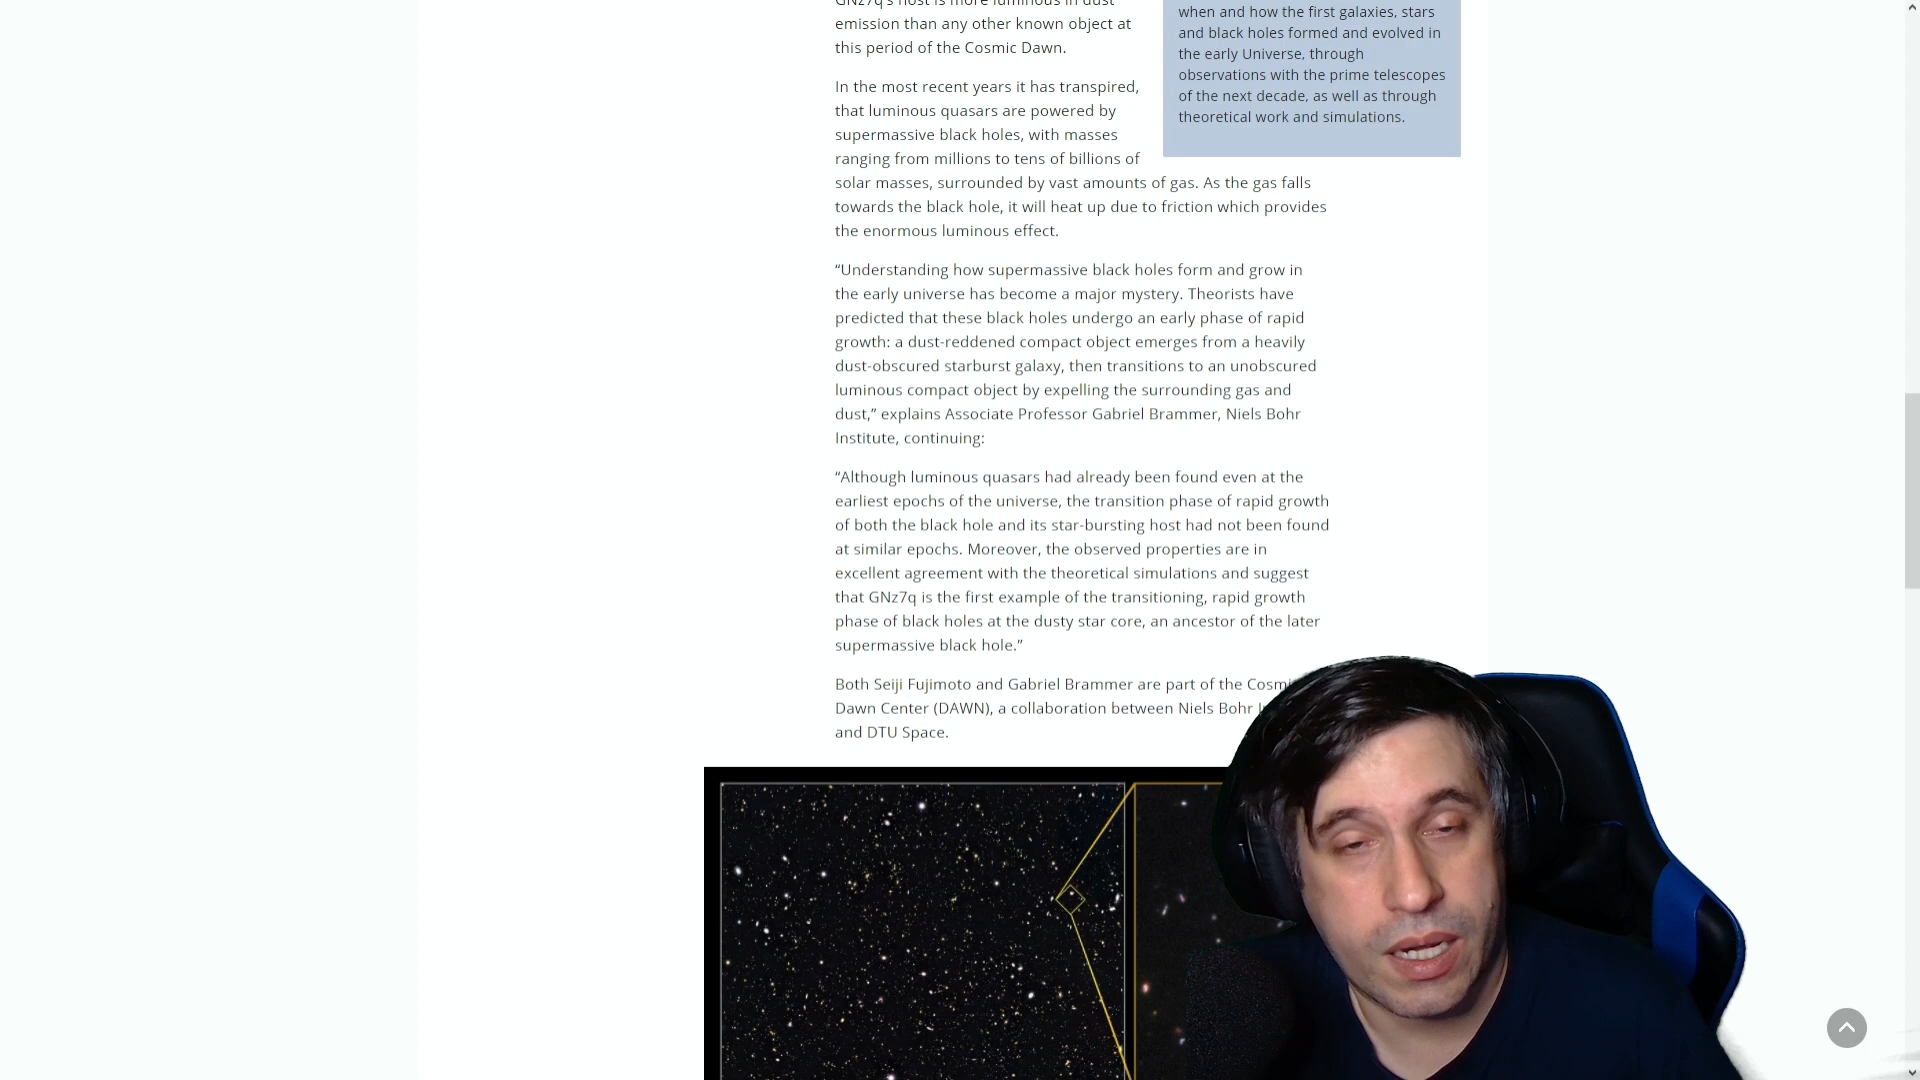 GNz7q's host is more luminous in dust
emission than any other known object at
this period of the Cosmic Dawn.
when and how the first galaxies, stars
and black holes formed and evolved in
the early Universe, through
observations with the prime telescopes
of the next decade, as well as through
theoretical work and simulations.
In the most recent years it has transpired,
that luminous quasars are powered by
supermassive black holes, with masses
ranging from millions to tens of billions of
solar masses, surrounded by vast amounts of gas. As the gas falls
towards the black hole, it will heat up due to friction which provides
the enormous luminous effect.
“Understanding how supermassive black holes form and grow in
the early universe has become a major mystery. Theorists have
predicted that these black holes undergo an early phase of rapid
growth: a dust-reddened compact object emerges from a heavily
dust-obscured starburst galaxy, then transitions to an unobscured
luminous compact object by expelling the surrounding gas and
dust,” explains Associate Professor Gabriel Brammer, Niels Bohr
Institute, continuing:
“Although luminous quasars had already been found even at the
earliest epochs of the universe, the transition phase of rapid growth
of both the black hole and its star-bursting host had not been found
at similar epochs. Moreover, the observed properties are in
excellent agreement with the theoretical simulations and suggest
that GNz7q is the first example of the transitioning, rapid growth
phase of black holes at the dusty star core, an ancestor of the later
supermassive black hole.”
Both Seiji Fujimoto and Gabriel Brammer are part of the Cosmi
Dawn Center (DAWN), a collaboration between Niels Bohr
and DTU Space.